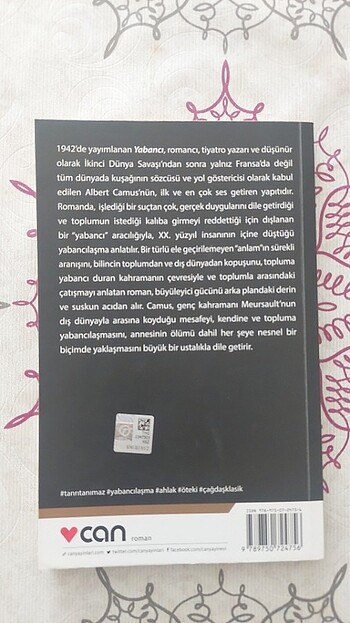 1942'de yayımlanan Yabancı, romancı, tiyatro yazarı ve düşünür
olarak İkinci Dünya Savaşı'ndan sonra yalnız Fransa'da değil
tüm dünyada kuşağının sözcüsü ve yol göstericisi olarak kabul
edilen Albert Camus'nün, ilk ve en çok ses getiren yapıtıdır.
Romanda, işlediği bir suçtan çok, gerçek duygularını dile getirdiği
ve toplumun istediği kalıba girmeyi reddettiği için dışlanan
bir "yabancı" aracılığıyla, XX. yüzyıl insanının içine düştüğü
yabancılaşma anlatılır. Bir türlü ele geçirilemeyen "anlam"ın sürekli
aranışını, bilincin toplumdan ve dış dünyadan kopuşunu, topluma
yabancı duran kahramanın çevresiyle ve toplumla arasındaki
çatışmayı anlatan roman, büyüleyici gücünü arka plandaki derin
ve suskun acıdan alır. Camus, genç kahramanı Meursault'nun
dış dünyayla arasına koyduğu mesafeyi, kendine ve topluma
yabancılaşmasını, annesinin ölümü dahil her şeye nesnel bir
biçimde yaklaşmasını büyük bir ustalıkla dile getirir.
#tanrıtanımaz #yabancılaşma #ahlak #öteki #çağdaşklasik
can roman
canyayinlari.com twitter.com/canyayinlari facebook.com/canyayinlari
9 789750 724756